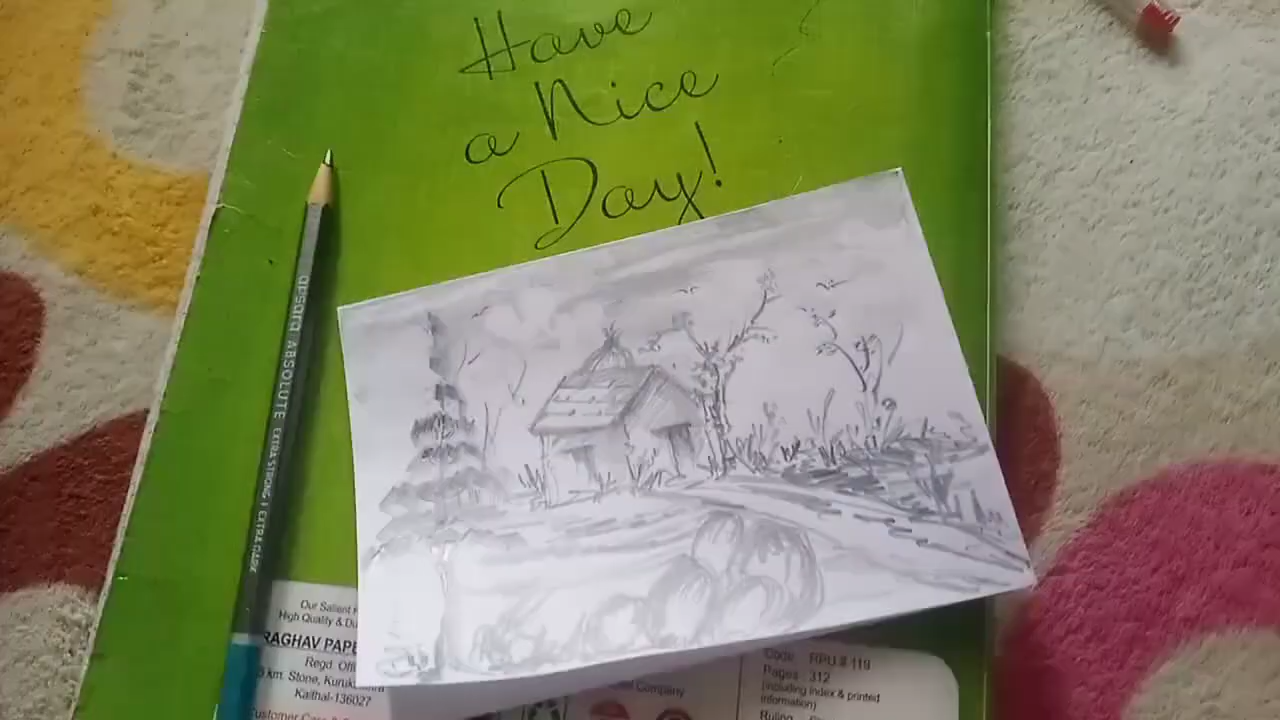 Have
a Nice
Day!
apsara ABSOLUTE EXTRA STRONG | EXTRA DARK
Our Salient
High Quality & Du
RAGHAV PAPE
Regd. Offi
km. Stone, Kuruk
Kaithal-136027
Customer Care &
Company
Code : RPU # 119
Pages : 312
(including index & printed
information)
Ruling